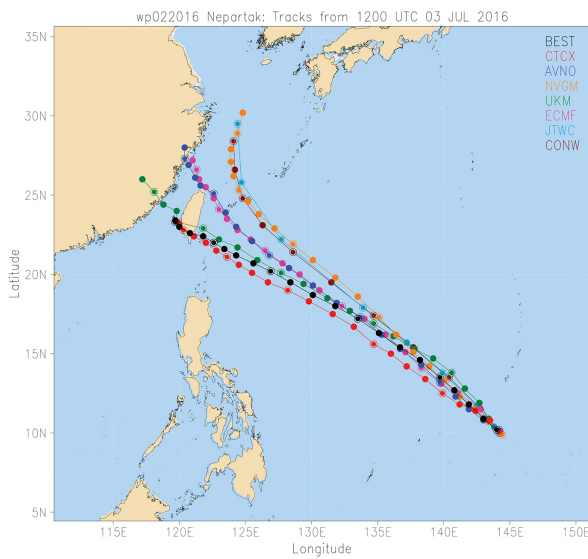 wp022016 Nepartak: Tracks from 1200 UTC 03 JUL 2016
35N
30N
25N
20N
15N
10N
5N
Latitude
BEST
CTCX
AVNO
NVGM
UKM
ECMF
JTWC
CONW
115E 120E 125E 130E 135E 140E 145E 150E
Longitude